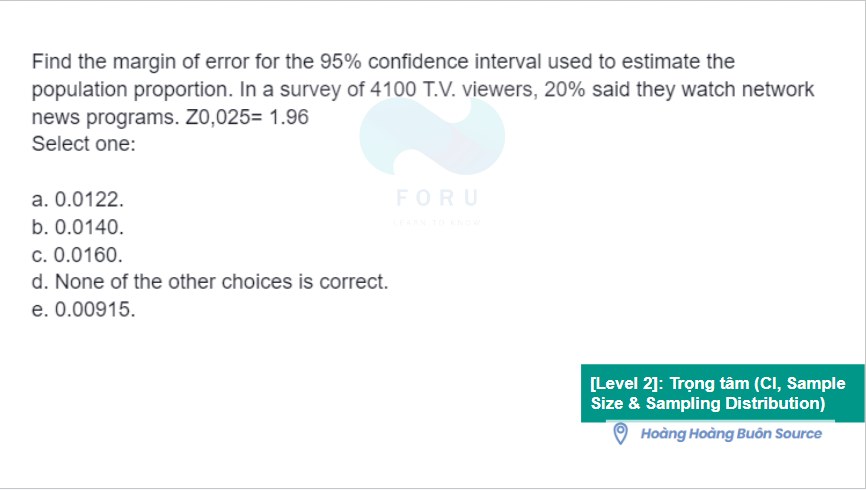 Find the margin of error for the 95% confidence interval used to estimate the
population proportion. In a survey of 4100 T.V. viewers, 20% said they watch network
news programs. Z0,025= 1.96
Select one:
FORU
a. 0.0122.
b. 0.0140.
c. 0.0160.
d. None of the other choices is correct.
e. 0.00915.
[Level 2]: Trọng tâm (CI, Sample
Size & Sampling Distribution)
Hoàng Hoàng Buôn Source